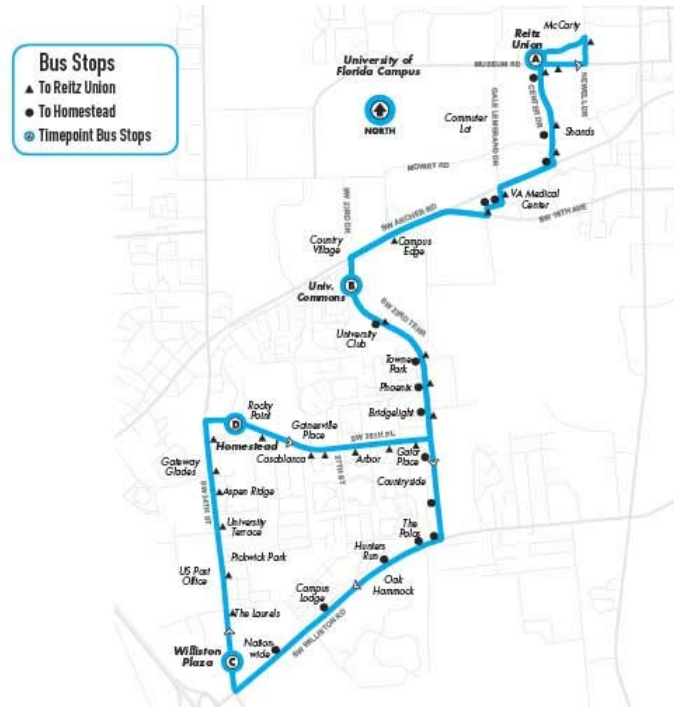 Bus Stops
To Reitz Union
To Homestead
Timepoint Bus Stops
University of
Florida Campus
NORTH
Reitz
Union
McCarty
A
MUSEUM RD
NEWELL DR
CENTER DR
GALE LEMERAND DR
Commuter
Lot
Shands
MOWRY RD
VA Medical
Center
SW 16TH AVE
SW ARCHER RD
SW 23RD DR
Country
Village
Campus
Edge
B
Univ.
Commons
SW 23RD TERR
University
Club
Towne
Park
Phoenix
Bridgelight
Rocky
Point
D
Homestead
Gainesville
Place
SW 35TH PL
Casablanca
27TH ST
Arbor
Gator
Place
Gateway
Glades
Countryside
SW 34TH ST
Aspen Ridge
University
Terrace
The
Polos
Hunters
Run
Pickwick Park
US Post
Office
Oak
Hammock
Campus
Lodge
The Laurels
SW WILLISTON RD
Williston
Plaza
C
Nation
wide